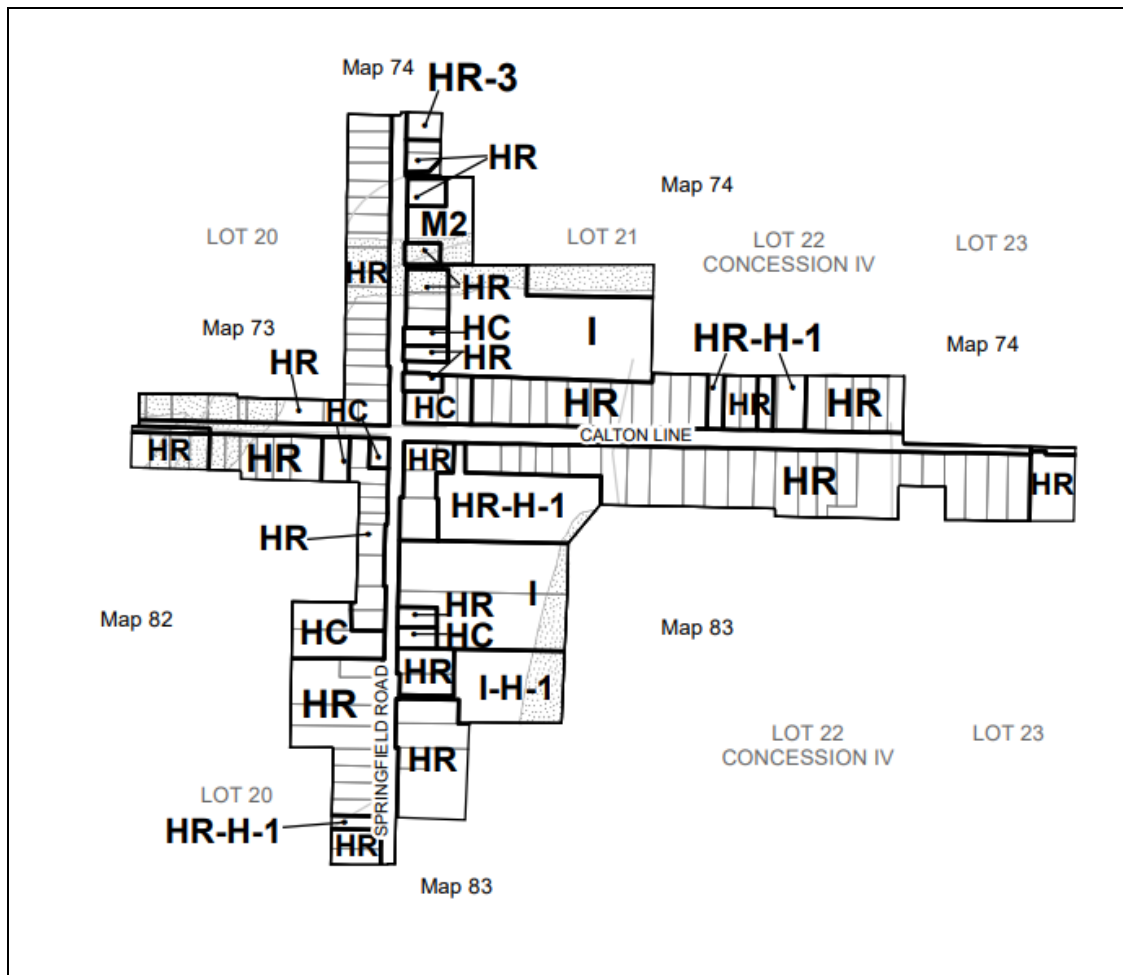 Map 74
HR-3
HR
Map 74
M2
LOT 20
LOT 21
LOT 22
CONCESSION IV
LOT 23
HR
HR
Map 73
HC
I
HR-H-1
Map 74
HR
HR
HC
HC
HR
HR
HR
CALTON LINE
HR
HR
HR
HR
HR
HR-H-1
HR
Map 82
I
HR
HC
HC
Map 83
HR
I-H-1
SPRINGFIELD ROAD
HR
HR
LOT 22
CONCESSION IV
LOT 23
LOT 20
HR-H-1
HR
Map 83